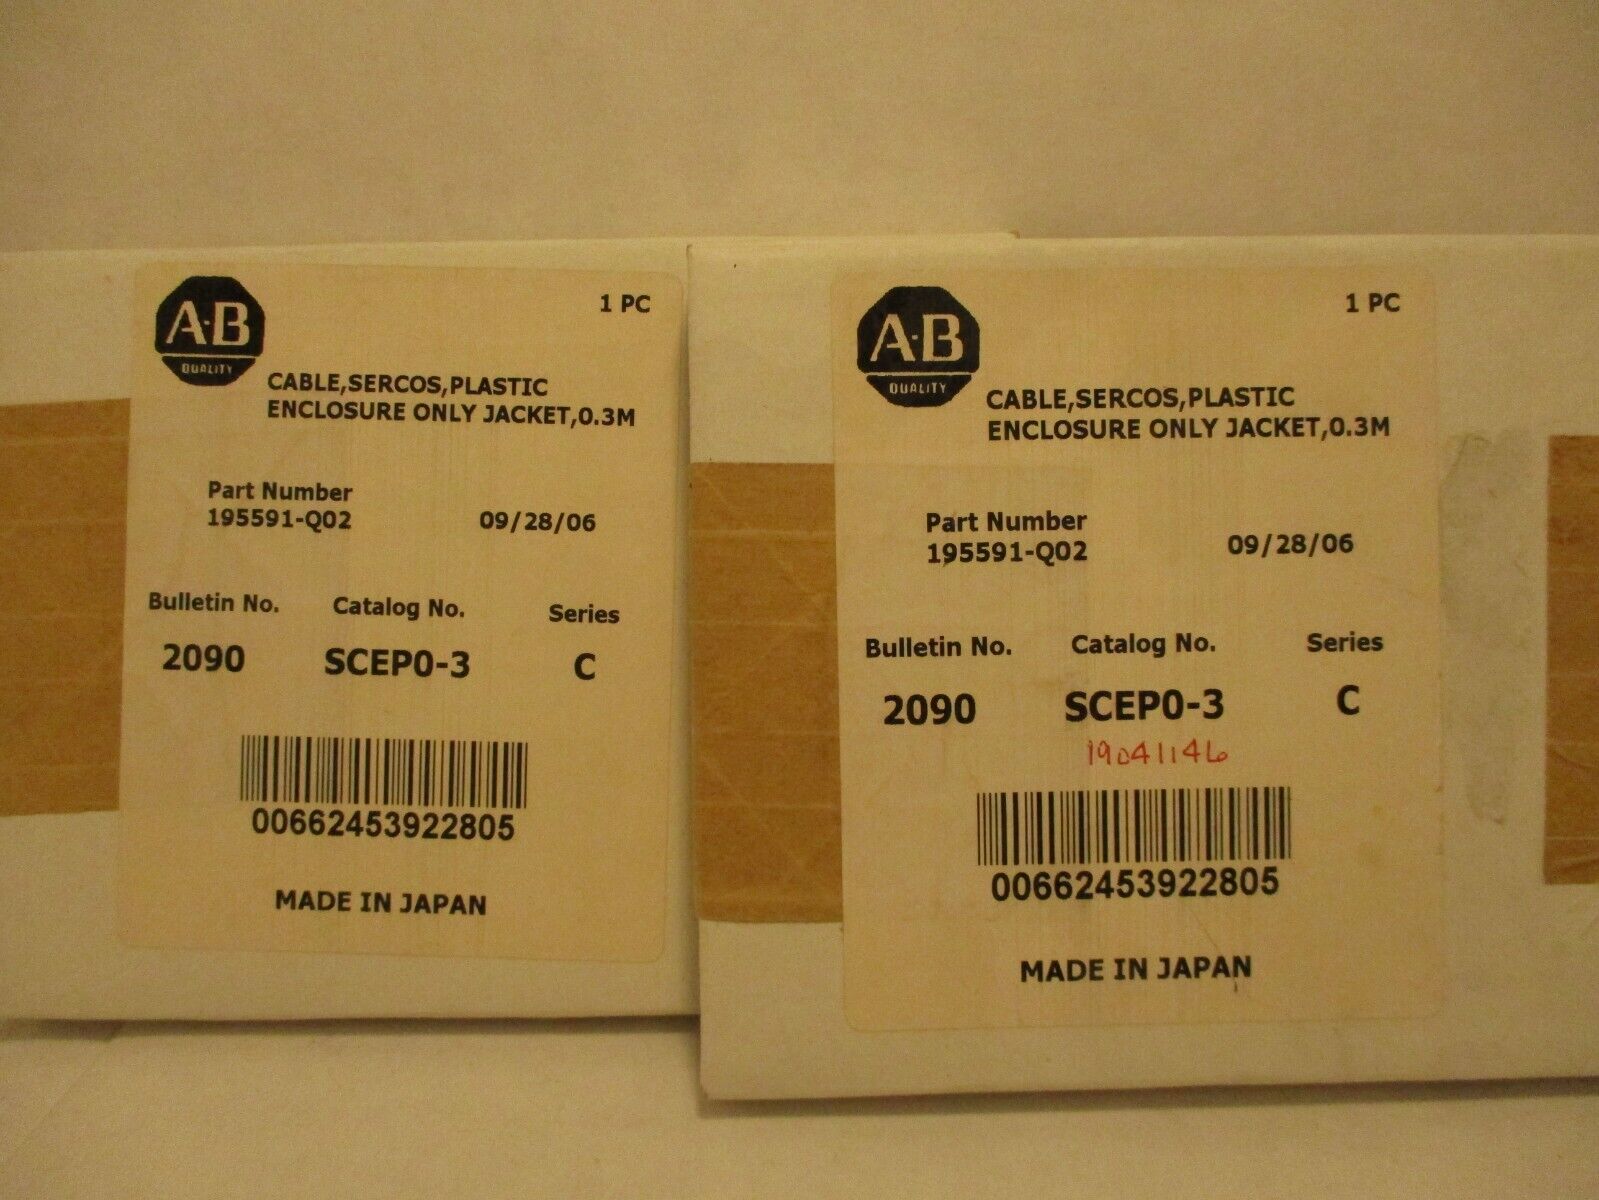 A·B
QUALITY
1 PC
CABLE,SERCOS,PLASTIC
ENCLOSURE ONLY JACKET,0.3M
Part Number
195591-Q02 09/28/06
Bulletin No. Catalog No. Series
2090 SCEP0-3 C
00662453922805
MADE IN JAPAN
A·B
QUALITY
1 PC
CABLE,SERCOS,PLASTIC
ENCLOSURE ONLY JACKET,0.3M
Part Number
195591-Q02 09/28/06
Bulletin No. Catalog No. Series
2090 SCEP0-3 C
19041146
00662453922805
MADE IN JAPAN